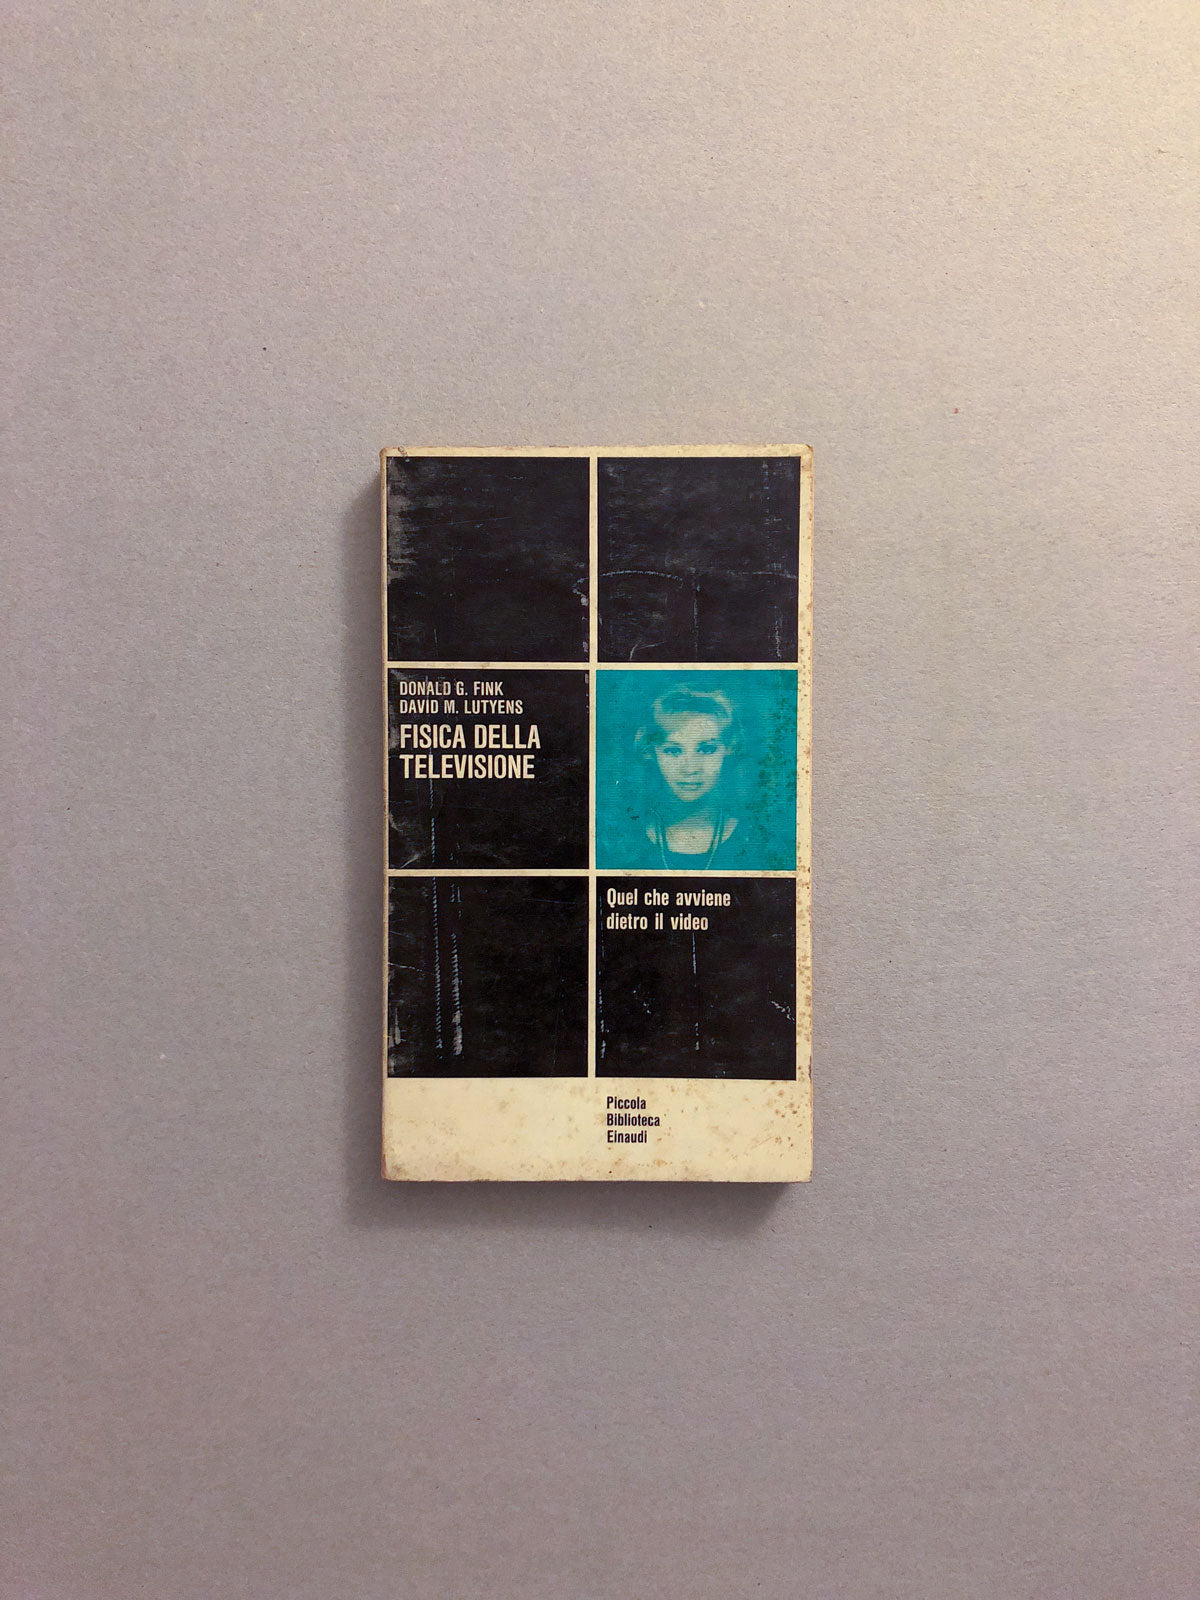 DONALD G. FINK
DAVID M. LUTYENS
FISICA DELLA
TELEVISIONE
Quel che avviene
dietro il video
Piccola
Biblioteca
Einaudi